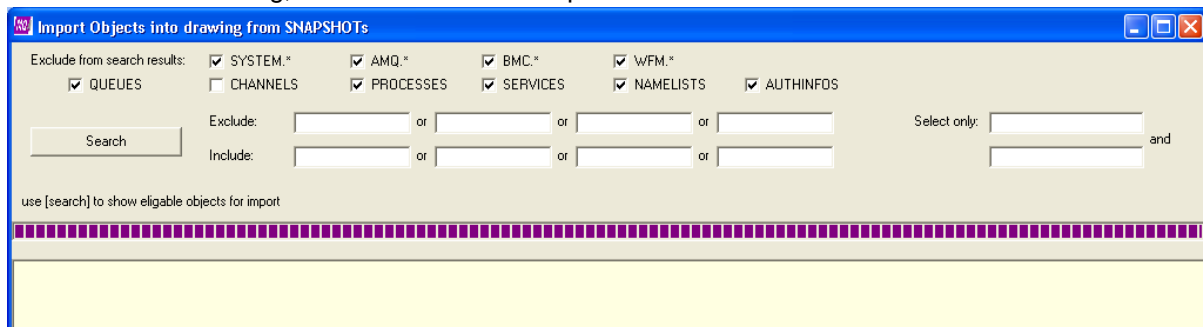 Import Objects into drawing from SNAPSHOTs
Exclude from search results: SYSTEM.* AMQ.* BMC.* WFM.*
QUEUES CHANNELS PROCESSES SERVICES NAMELISTS AUTHINFOS
Exclude: or or or Select only:
Search and
Include: or or or
use [search] to show eligable objects for import